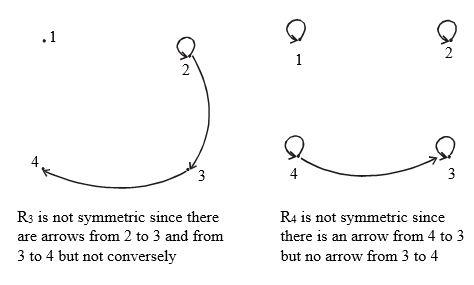 .1
2
4
3
R3 is not symmetric since there
are arrows from 2 to 3 and from
3 to 4 but not conversely
1
2
4
3
R4 is not symmetric since
there is an arrow from 4 to 3
but no arrow from 3 to 4